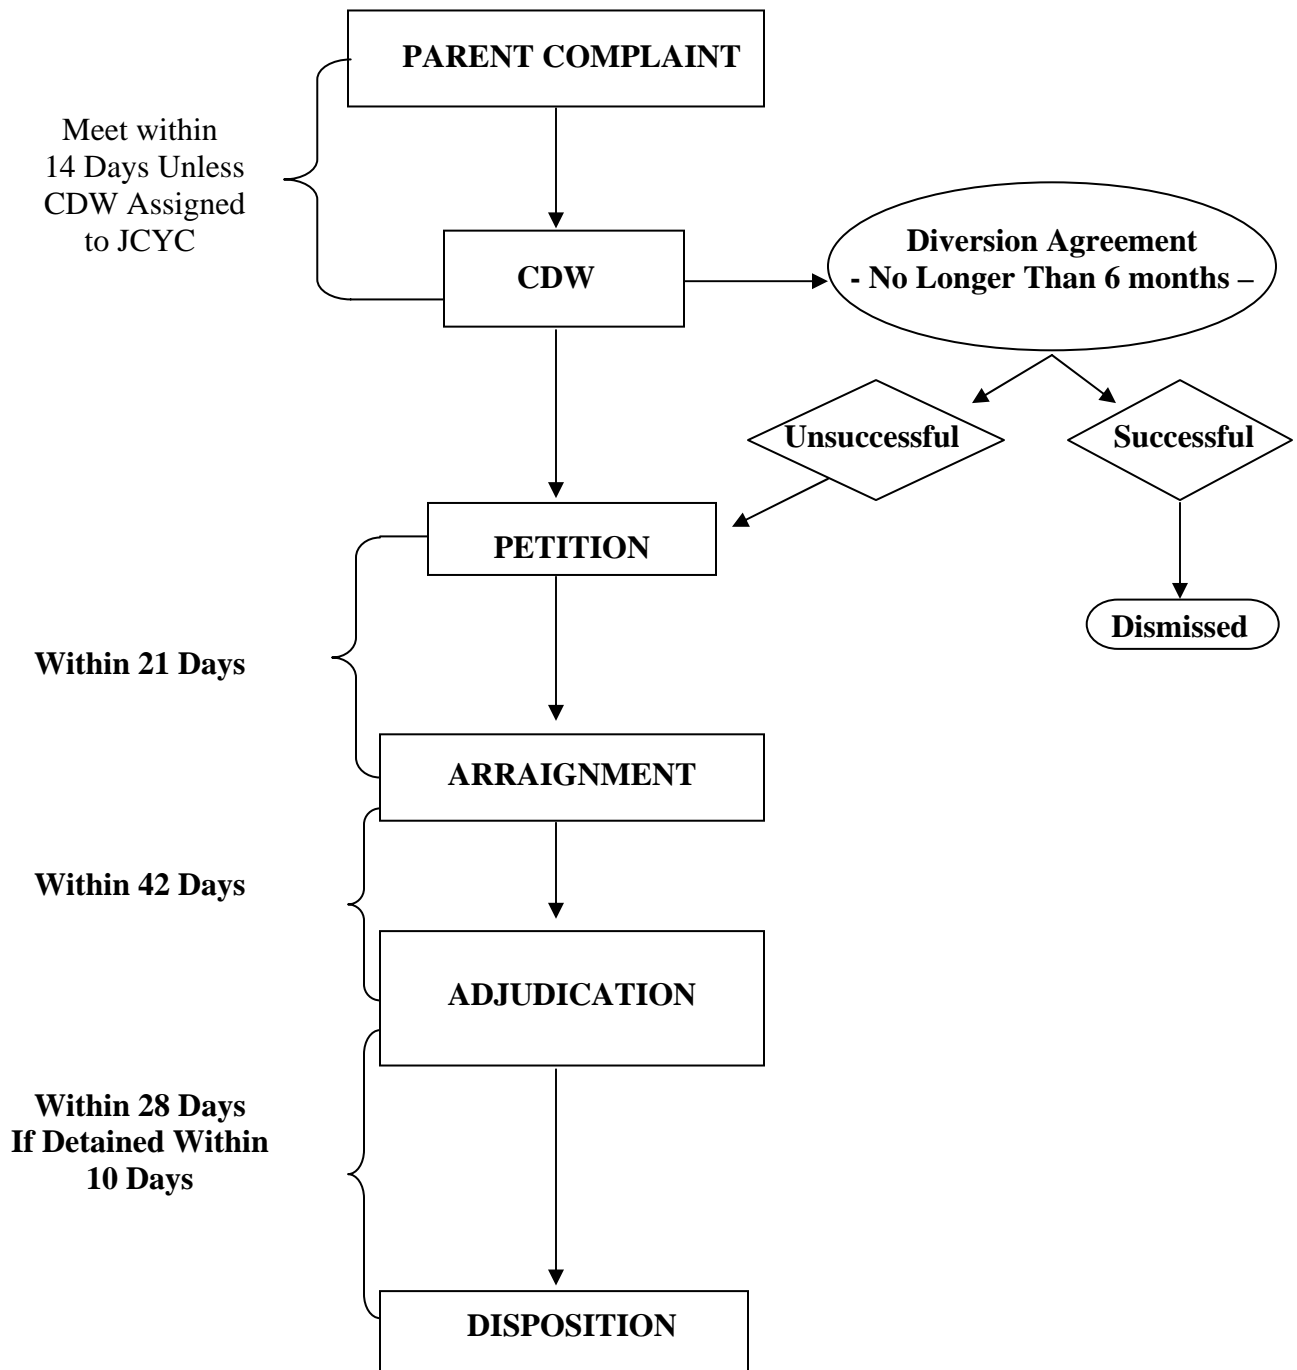 PARENT COMPLAINT
Meet within
14 Days Unless
CDW Assigned
to JCYC
CDW
Diversion Agreement
- No Longer Than 6 months –
Unsuccessful
Successful
PETITION
Dismissed
Within 21 Days
ARRAIGNMENT
Within 42 Days
ADJUDICATION
Within 28 Days
If Detained Within
10 Days
DISPOSITION